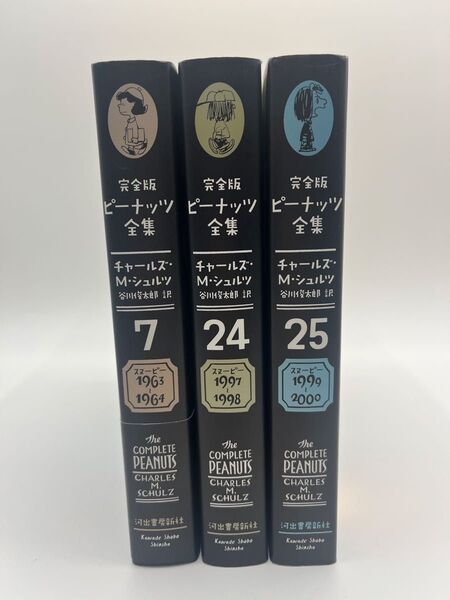 完全版
ピーナッツ
全集
チャールズ・
M・シュルツ
谷川俊太郎 訳
7
スヌーピー
1963
~
1964
The
COMPLETE
PEANUTS
CHARLES
M.
SCHULZ
河出書房新社
Kawade Shobo
Shinsha
完全版
ピーナッツ
全集
チャールズ・
M・シュルツ
谷川俊太郎 訳
24
スヌーピー
1997
~
1998
The
COMPLETE
PEANUTS
CHARLES
M.
SCHULZ
河出書房新社
Kawade Shobo
Shinsha
完全版
ピーナッツ
全集
チャールズ・
M・シュルツ
谷川俊太郎 訳
25
スヌーピー
1999
~
2000
The
COMPLETE
PEANUTS
CHARLES
M.
SCHULZ
河出書房新社
Kawade Shobo
Shinsha